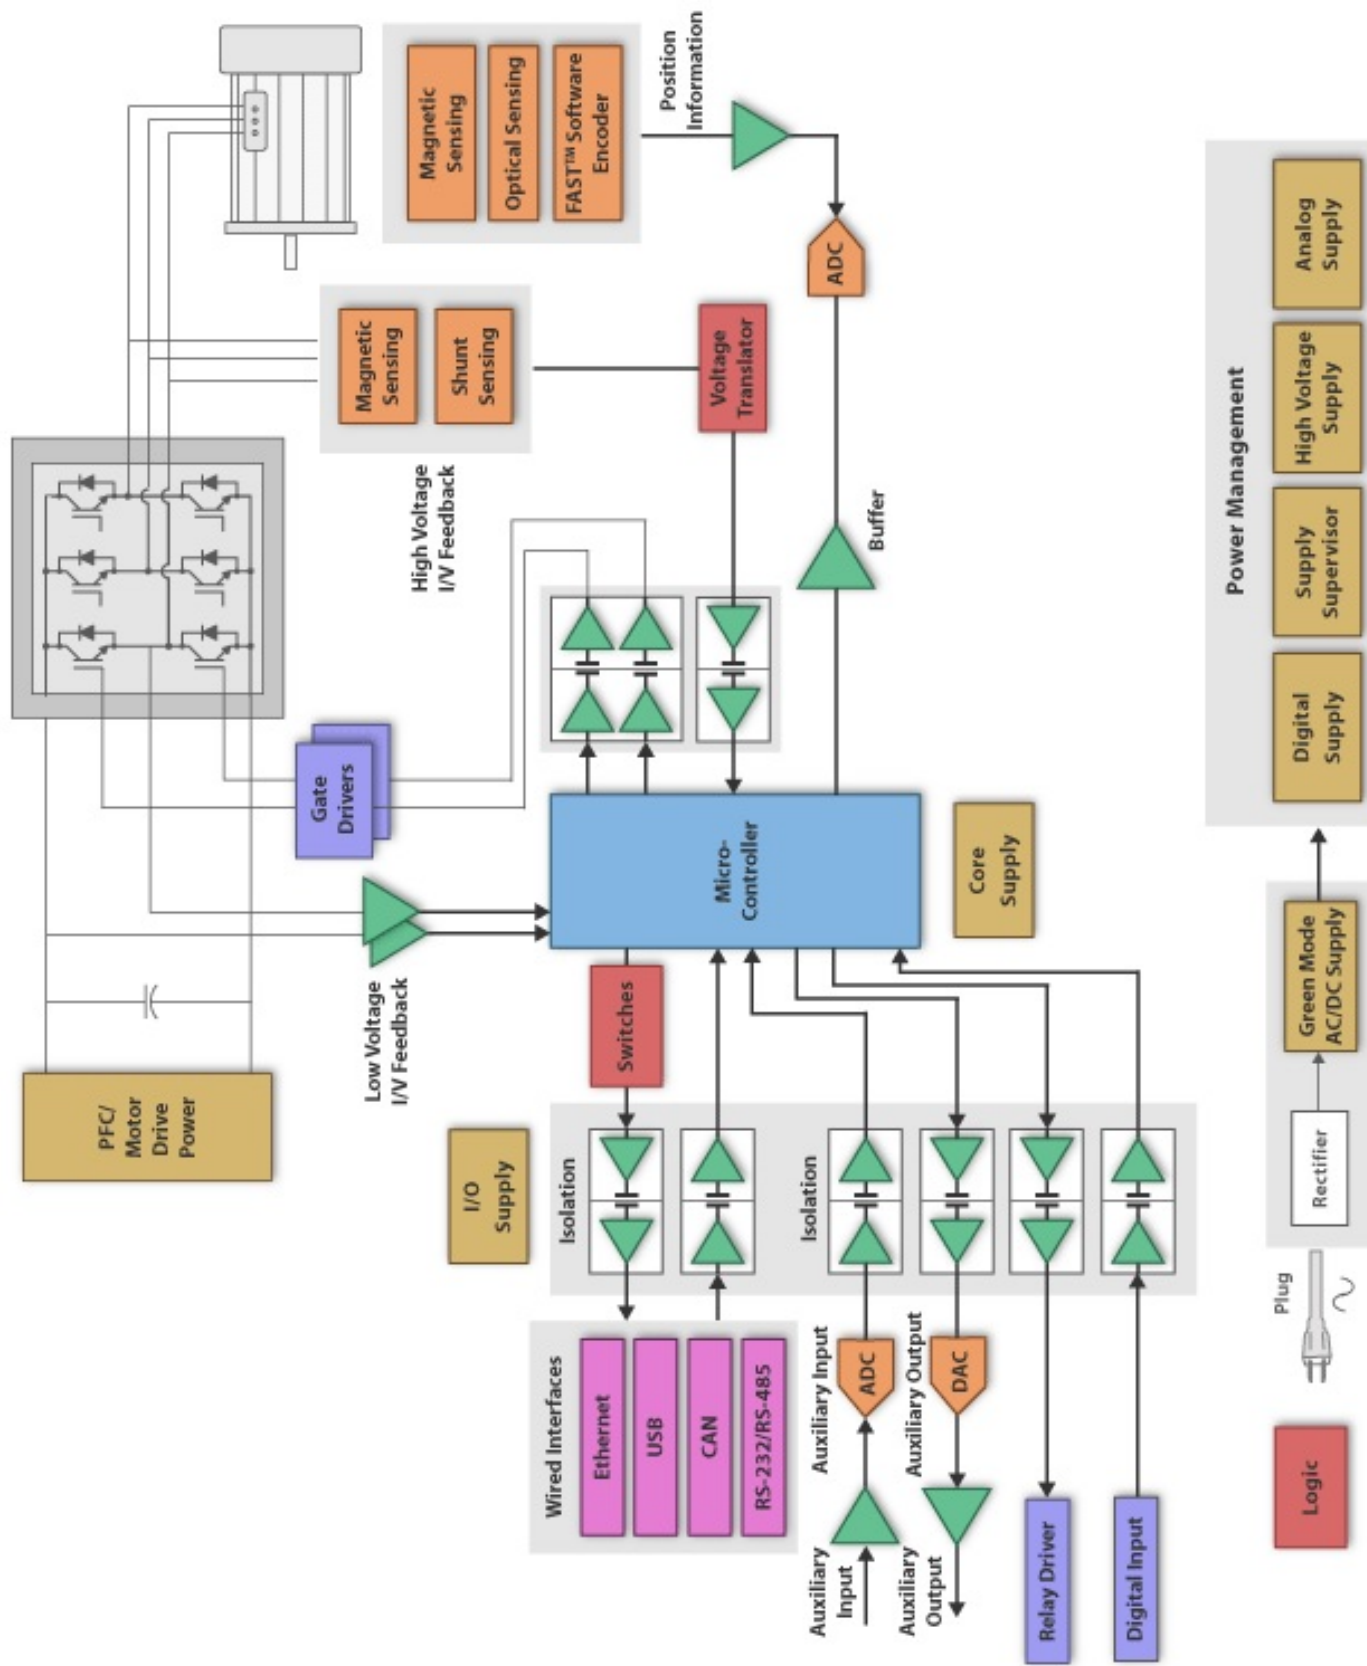 PFC/
Motor
Drive
Power
Low Voltage
I/V Feedback
Gate
Drivers
High Voltage
I/V Feedback
Magnetic
Sensing
Shunt
Sensing
Magnetic
Sensing
Optical Sensing
FAST™ Software
Encoder
Position
Information
I/O
Supply
Wired Interfaces
Ethernet
USB
CAN
RS-232/RS-485
Isolation
Switches
Micro-
Controller
Voltage
Translator
Isolation
Auxiliary
Input
Auxiliary Input
ADC
Auxiliary
Output
Auxiliary Output
DAC
Buffer
ADC
Relay Driver
Digital Input
Core
Supply
Logic
Plug
Rectifier
Green Mode
AC/DC Supply
Power Management
Digital
Supply
Supply
Supervisor
High Voltage
Supply
Analog
Supply